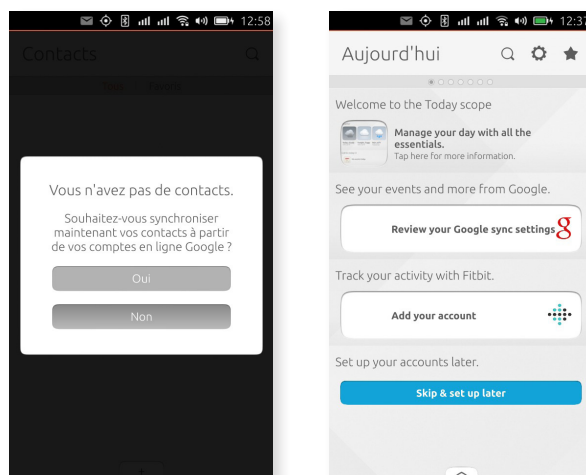 12:58
Contacts
Vous n'avez pas de contacts.
Souhaitez-vous synchroniser
maintenant vos contacts à partir
de vos comptes en ligne Google ?
Oui
Non
12:37
Aujourd'hui
Welcome to the Today scope
Manage your day with all the
essentials.
Tap here for more information.
See your events and more from Google.
Review your Google sync settings
Track your activity with Fitbit.
Add your account
Set up your accounts later.
Skip & set up later